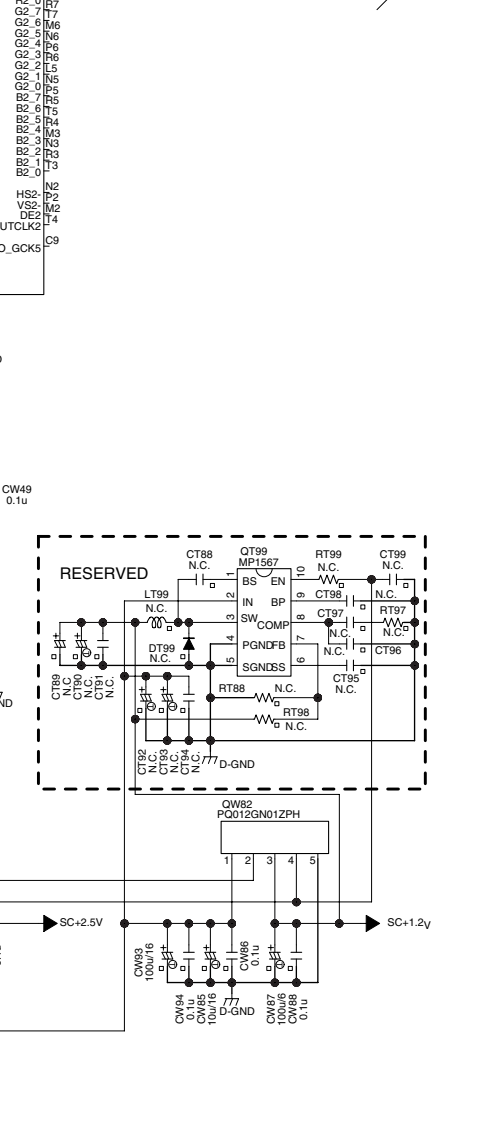 R2_0
R7
G2_7
T7
G2_6
M6
G2_5
N6
G2_4
P6
G2_3
R6
G2_2
L5
G2_1
N5
G2_0
P5
B2_7
R5
B2_6
T5
B2_5
R4
B2_4
M3
B2_3
N3
B2_2
R3
B2_1
T3
B2_0
N2
HS2-
P2
VS2-
M2
DE2
T4
UTCLK2
C9
O_GCK5
CW49
0.1u
RESERVED
CT88
N.C.
QT99
MP1567
RT99
N.C.
CT99
N.C.
1
BS
EN
10
LT99
N.C.
2
IN
BP
9
CT98
N.C.
3
SW
COMP
8
CT97
RT97
N.C.
N.C.
DT99
N.C.
4
PGND
FB
7
N.C.
CT96
5
SGND
SS
6
CT95
N.C.
CT89
N.C
CT90
N.C.
CT91
N.C.
RT88
N.C.
RT98
N.C.
CT92
N.C.
CT93
N.C.
CT94
N.C.
D-GND
ND
QW82
PQ012GN01ZPH
1
2
3
4
5
SC+2.5V
SC+1.2V
CW93
100u/16
CW94
0.1u
CW85
10u/16
CW86
0.1u
D-GND
CW87
100u/6
CW88
0.1u